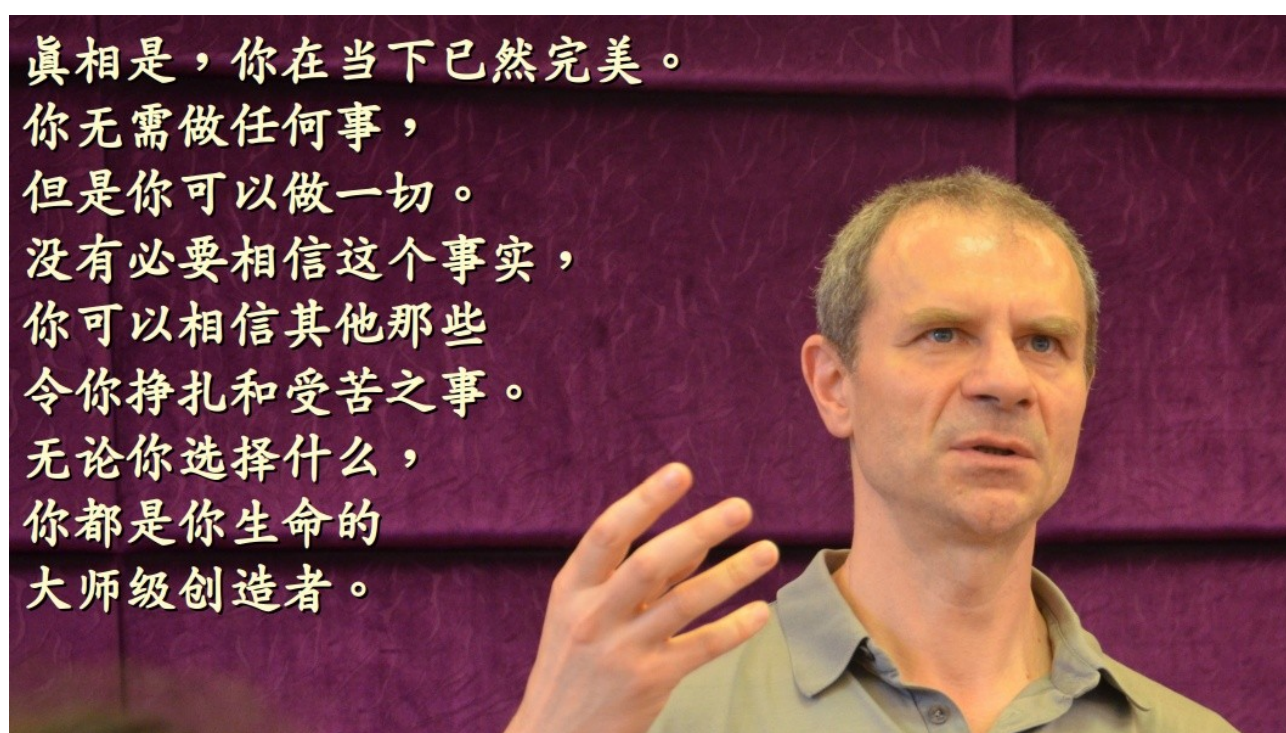 真相是，你在当下已然完美。
你无需做任何事，
但是你可以做一切。
没有必要相信这个事实，
你可以相信其他那些
令你挣扎和受苦之事。
无论你选择什么，
你都是你生命的
大师级创造者。